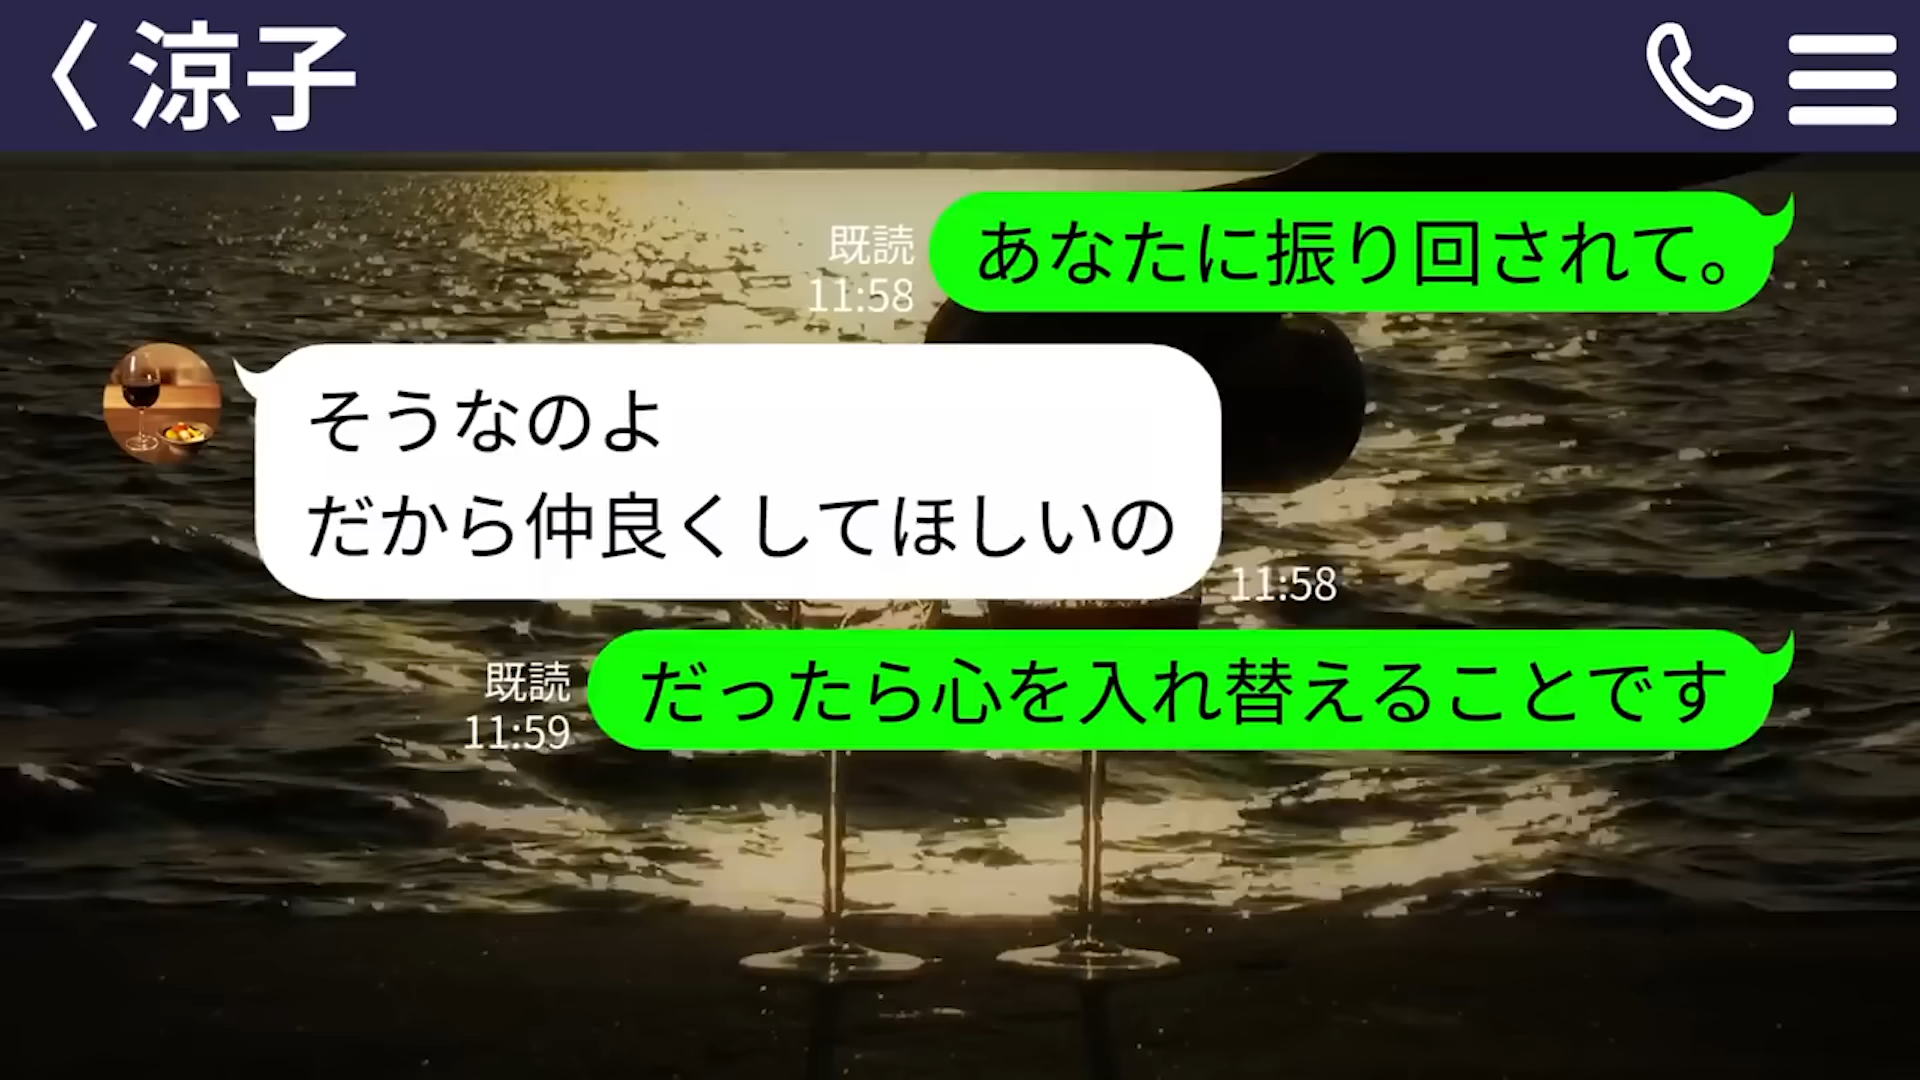 涼子
あなたに振り回されて。
既読
11:58
そうなのよ
だから仲良くしてほしいの
11:58
だったら心を入れ替えることです
既読
11:59